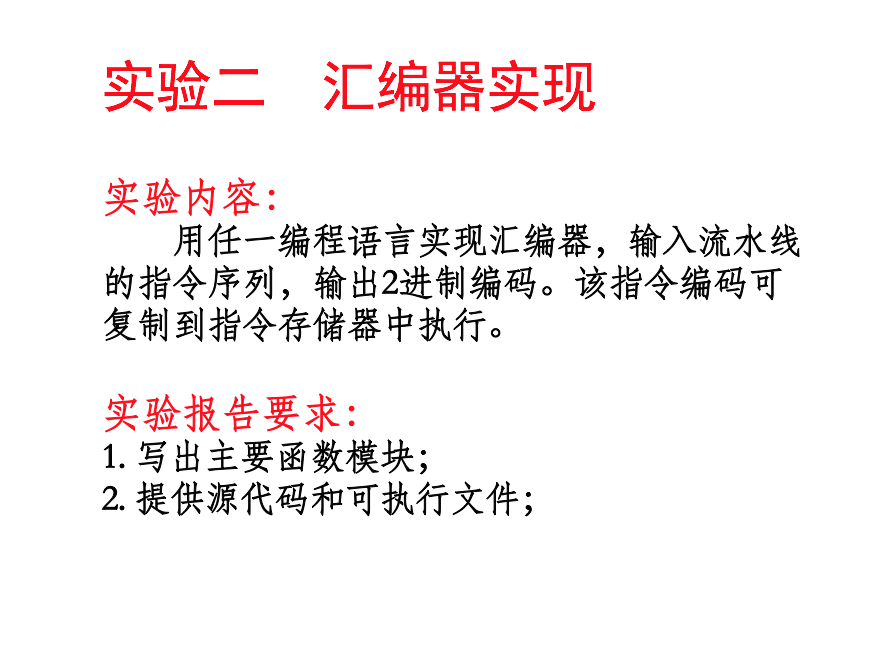 实验二 汇编器实现
实验内容：
用任一编程语言实现汇编器，输入流水线
的指令序列，输出2进制编码。该指令编码可
复制到指令存储器中执行。
实验报告要求：
1. 写出主要函数模块；
2. 提供源代码和可执行文件；